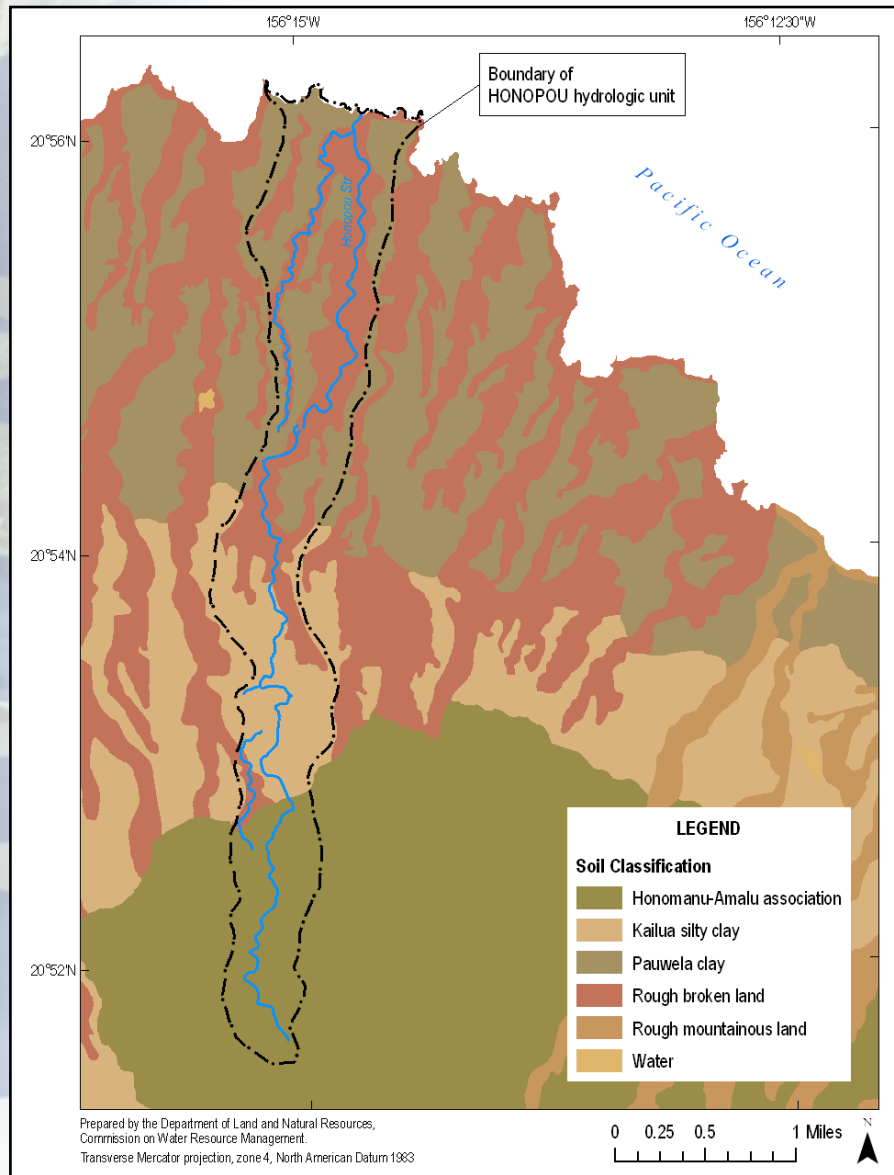 156°15'W
156°12'30"W
Boundary of
HONOPOU hydrologic unit
20°56'N
Honopou Str
Pacific Ocean
20°54'N
20°52'N
LEGEND
Soil Classification
Honomanu-Amalu association
Kailua silty clay
Pauwela clay
Rough broken land
Rough mountainous land
Water
Prepared by the Department of Land and Natural Resources,
Commission on Water Resource Management.
Transverse Mercator projection, zone 4, North American Datum 1983
0 0.25 0.5 1 Miles
N